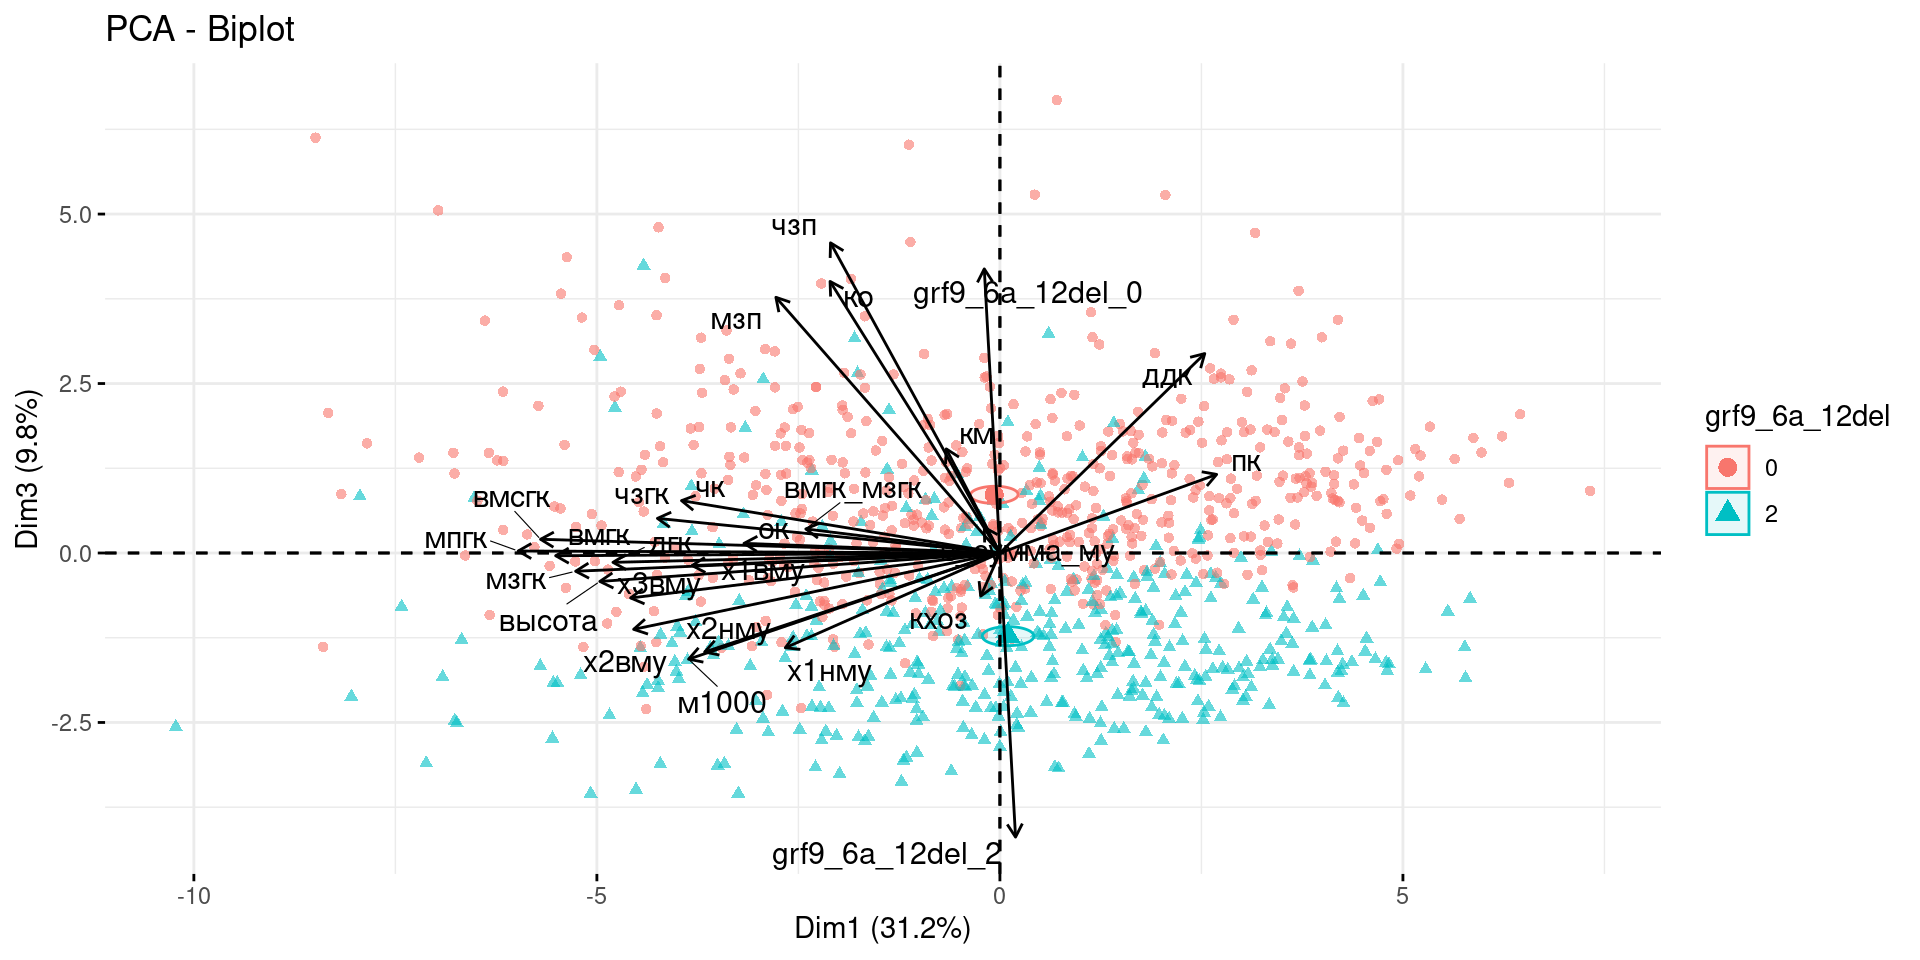 PCA - Biplot
чзп
ко
grf9_6a_12del_0
мзп
ддк
км
пк
вмсгк
чзгк
чк
вмгк_мзгк
мпгк
вмгк
дгк
ок
сумма_му
мзгк
х3вму
х1вму
высота
кхоз
х2нму
х2вму
х1нму
м1000
grf9_6a_12del_2
5.0
2.5
0.0
-2.5
Dim3 (9.8%)
-10
-5
0
5
Dim1 (31.2%)
grf9_6a_12del
0
2